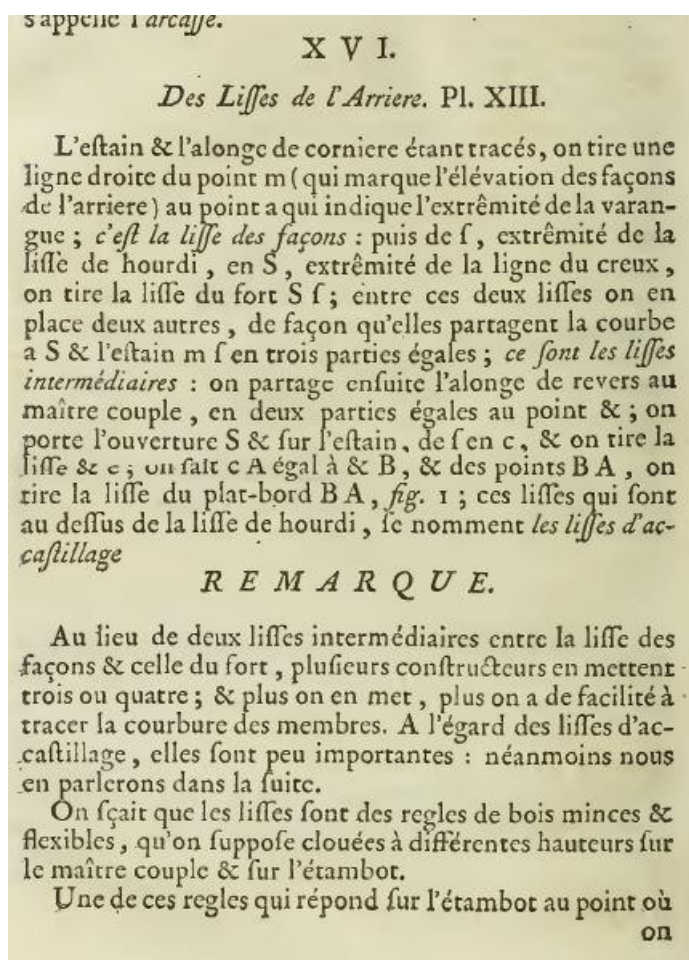 s'appelle l'arcaſſe.
X V I.
Des Liſſes de l'Arriere. Pl. XIII.
L'eſtain & l'alonge de corniere étant tracés, on tire une
ligne droite du point m (qui marque l'élévation des façons
de l'arriere) au point a qui indique l'extrêmité de la varan-
gue ; c'eſt la liſſe des façons : puis de ſ, extrêmité de la
liſſe de hourdi, en S, extrêmité de la ligne du creux,
on tire la liſſe du fort S ſ ; entre ces deux liſſes on en
place deux autres, de façon qu'elles partagent la courbe
a S & l'eſtain m ſ en trois parties égales ; ce ſont les liſſes
intermédiaires : on partage enſuite l'alonge de revers au
maître couple, en deux parties égales au point & ; on
porte l'ouverture S & ſur l'eſtain, de ſ en c, & on tire la
liſſe & c ; on fait c A égal à & B, & des points B A, on
tire la liſſe du plat-bord B A, fig. 1 ; ces liſſes qui ſont
au deſſus de la liſſe de hourdi, ſe nomment les liſſes d'ac-
caſtillage
R E M A R Q U E.
Au lieu de deux liſſes intermédiaires entre la liſſe des
façons & celle du fort, pluſieurs conſtructeurs en mettent
trois ou quatre ; & plus on en met, plus on a de facilité à
tracer la courbure des membres. A l'égard des liſſes d'ac-
caſtillage, elles ſont peu importantes : néanmoins nous
en parlerons dans la ſuite.
On ſçait que les liſſes ſont des regles de bois minces &
flexibles, qu'on ſuppoſe clouées à différentes hauteurs ſur
le maître couple & ſur l'étambot.
Une de ces regles qui répond ſur l'étambot au point où
on